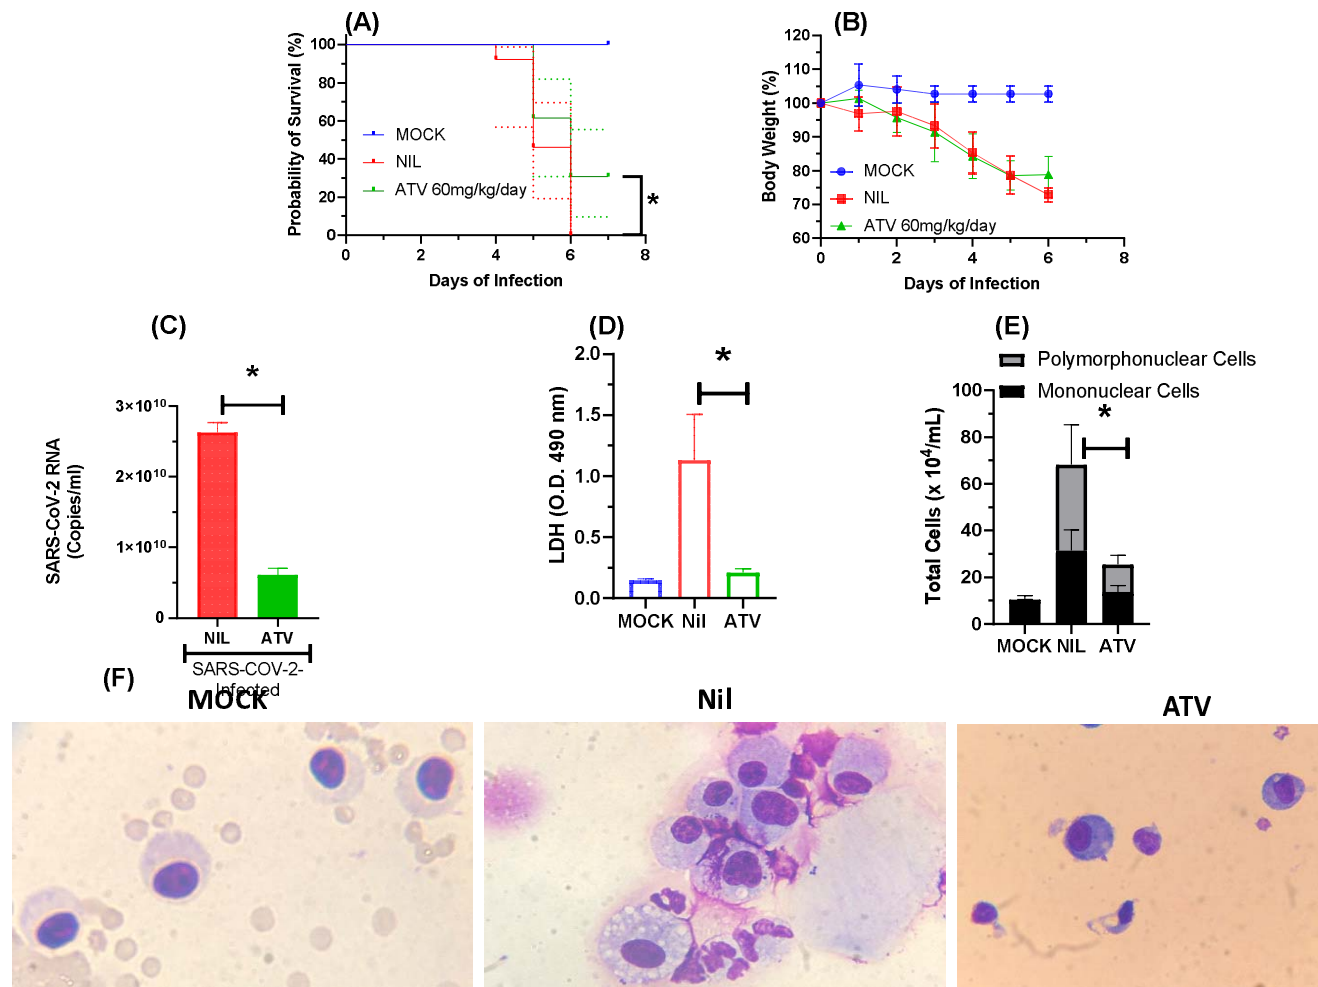 (A)
Probability of Survival (%)
100
80
60
40
20
0
MOCK
NIL
ATV 60mg/kg/day
*
0 2 4 6 8
Days of Infection
(B)
Body Weight (%)
120
110
100
90
80
70
60
MOCK
NIL
ATV 60mg/kg/day
0 2 4 6 8
Days of Infection
(C)
*
SARS-CoV-2 RNA
(Copies/ml)
3×10¹⁰
2×10¹⁰
1×10¹⁰
0
NIL ATV
SARS-COV-2-
Infected
(D)
*
LDH (O.D. 490 nm)
2.0
1.5
1.0
0.5
0.0
MOCK Nil ATV
(E)
Polymorphonuclear Cells
Mononuclear Cells
*
Total Cells (x 10⁴/mL)
100
80
60
40
20
0
MOCK NIL ATV
(F)
MOCK Nil ATV